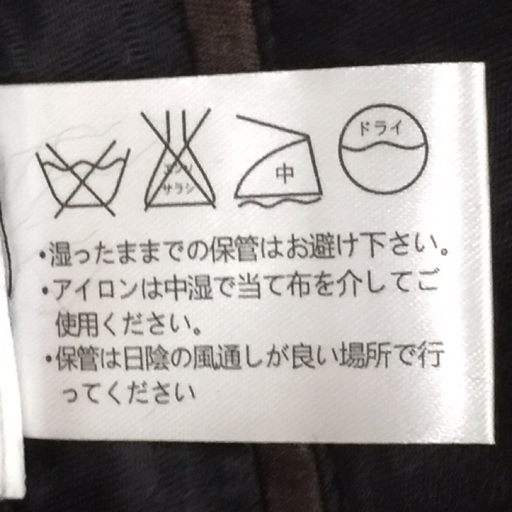 エンソ
サラシ
中
ドライ
・湿ったままでの保管はお避け下さい。
・アイロンは中湿で当て布を介してご
使用ください。
・保管は日陰の風通しが良い場所で行
ってください